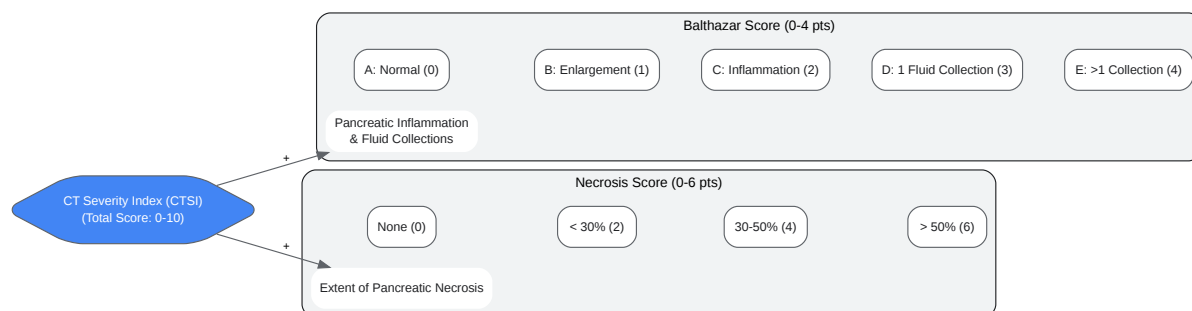 Balthazar Score (0-4 pts)
A: Normal (0)
B: Enlargement (1)
C: Inflammation (2)
D: 1 Fluid Collection (3)
E: >1 Collection (4)
Pancreatic Inflammation
& Fluid Collections
+
CT Severity Index (CTSI)
(Total Score: 0-10)
+
Necrosis Score (0-6 pts)
None (0)
< 30% (2)
30-50% (4)
> 50% (6)
Extent of Pancreatic Necrosis